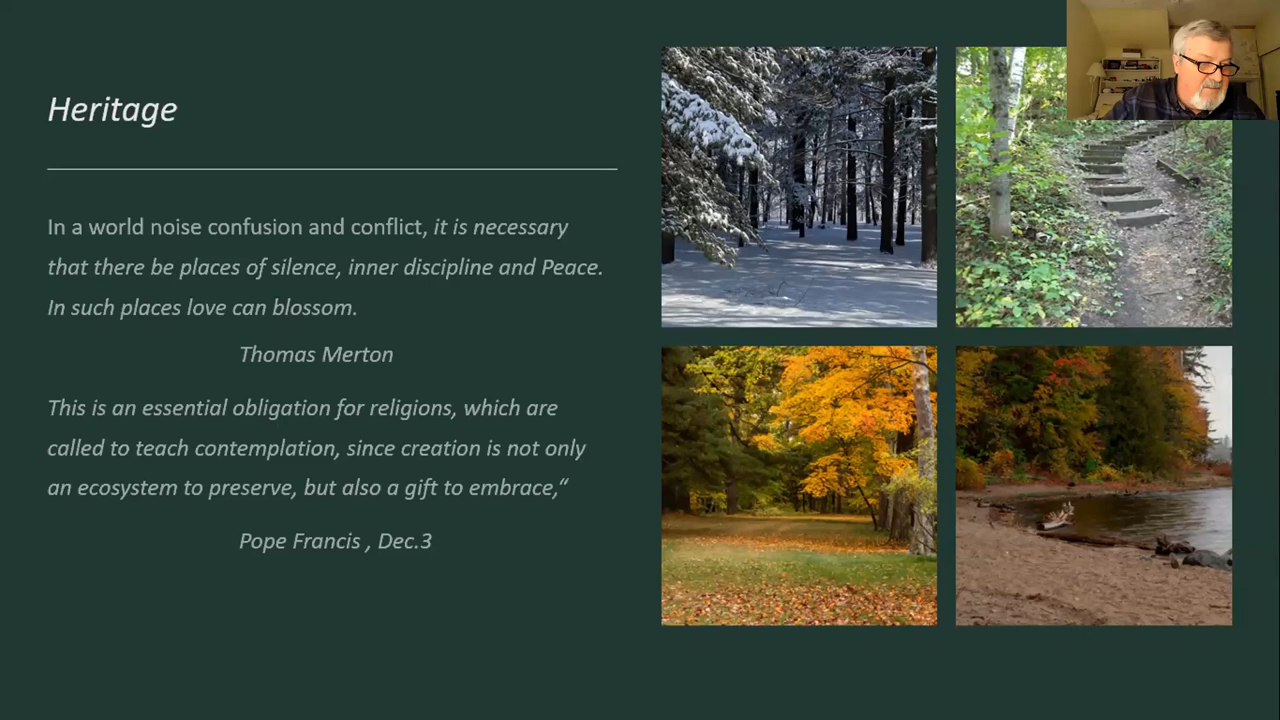 Heritage
In a world noise confusion and conflict, it is necessary
that there be places of silence, inner discipline and Peace.
In such places love can blossom.
Thomas Merton
This is an essential obligation for religions, which are
called to teach contemplation, since creation is not only
an ecosystem to preserve, but also a gift to embrace,“
Pope Francis , Dec.3